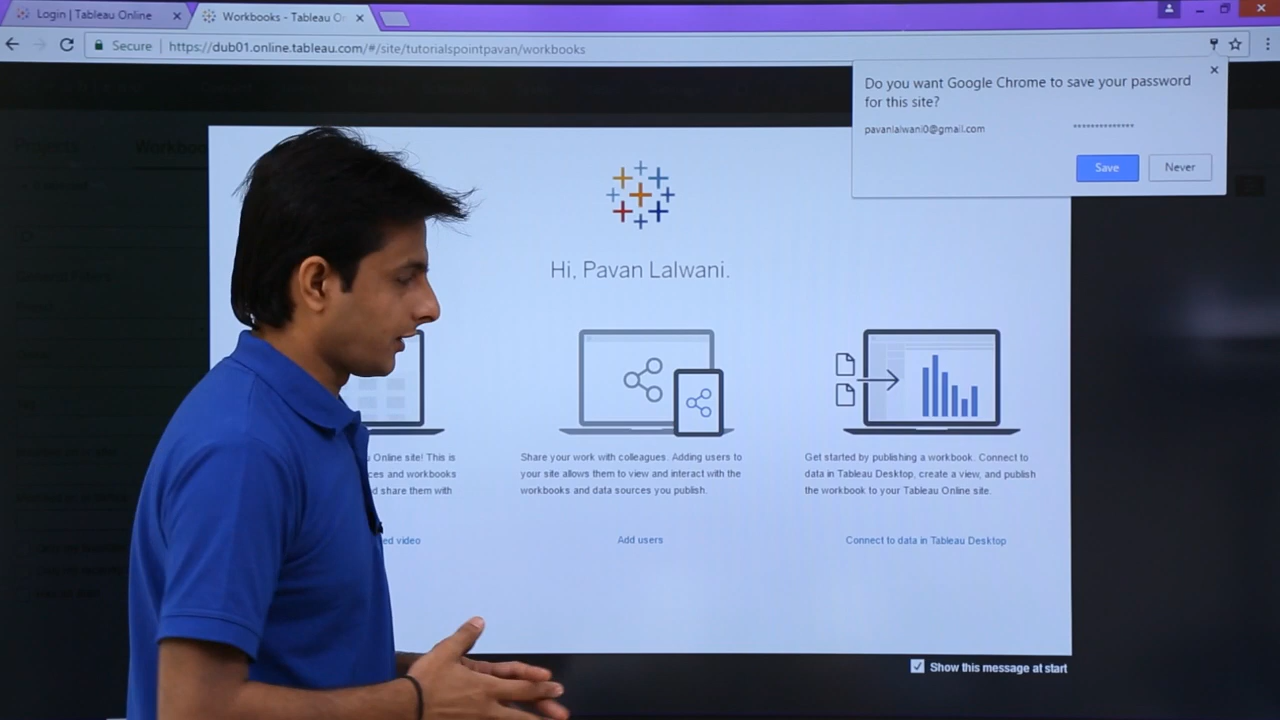 Login | Tableau Online
Workbooks - Tableau O
Secure
https://dub01.online.tableau.com/#/site/tutorialspointpavan/workbooks
Do you want Google Chrome to save your password
for this site?
pavanlalwani0@gmail.com
**************
Save
Never
Projects
Workboo
Hi, Pavan Lalwani.
Online site! This is
ces and workbooks
d share them with
ed video
Share your work with colleagues. Adding users to
your site allows them to view and interact with the
workbooks and data sources you publish.
Add users
Get started by publishing a workbook. Connect to
data in Tableau Desktop, create a view, and publish
the workbook to your Tableau Online site.
Connect to data in Tableau Desktop
Show this message at start